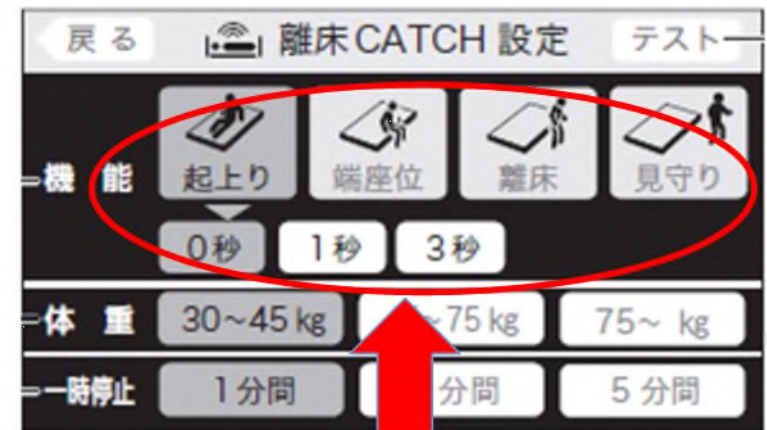 戻る 離床CATCH 設定 テスト
機 能 起上り 端座位 離床 見守り
0秒 1秒 3秒
体 重 30~45 kg ~75 kg 75~ kg
一時停止 1分間 分間 5分間